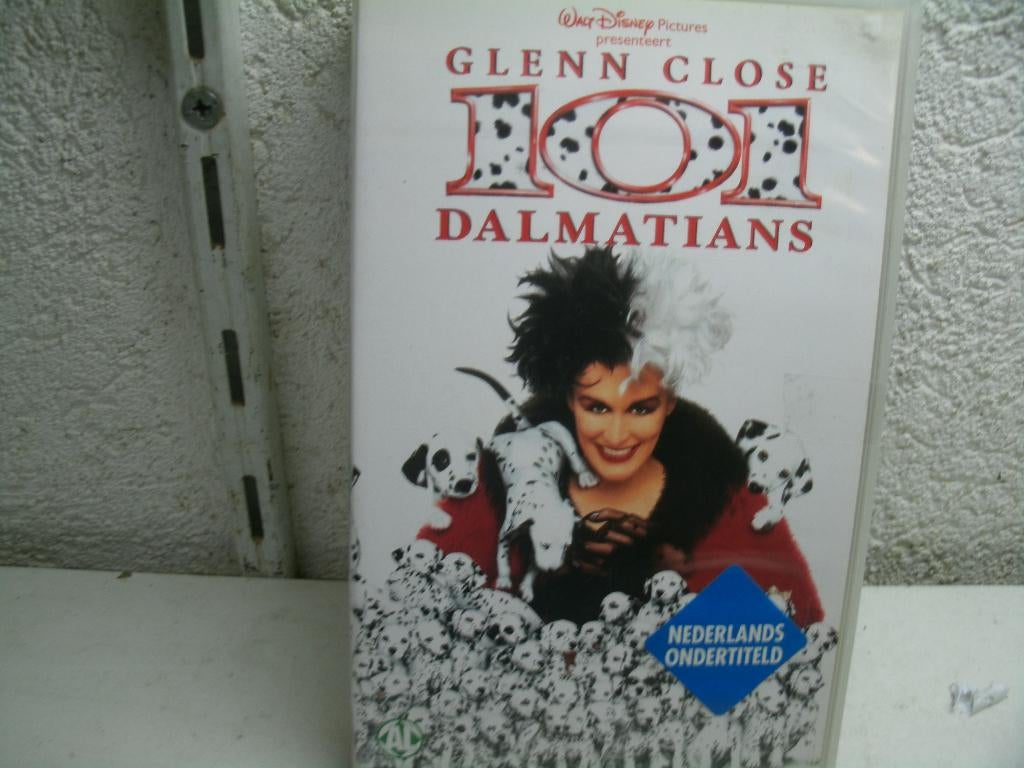 Walt Disney Pictures
presenteert
GLENN CLOSE
101
DALMATIANS
NEDERLANDS
ONDERTITELD
AL